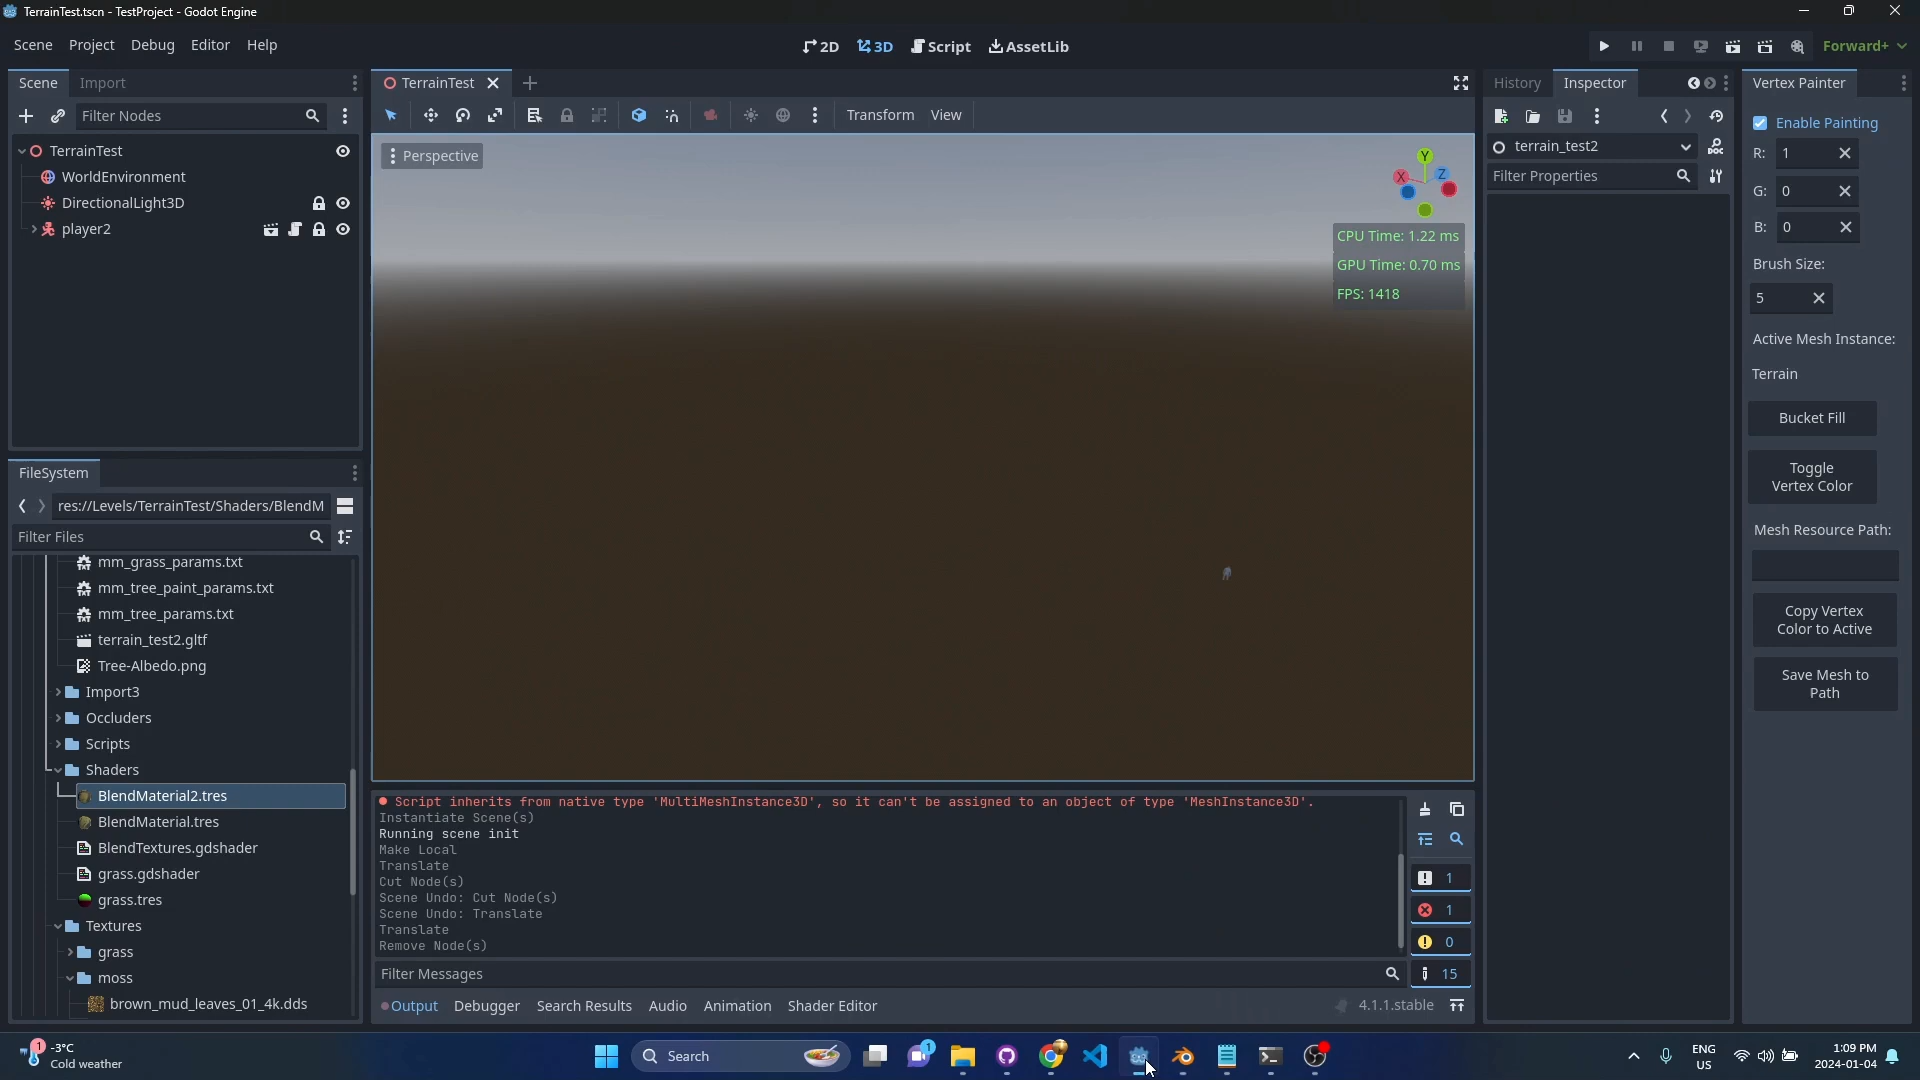 TerrainTest.tscn - TestProject - Godot Engine
Scene
Project
Debug
Editor
Help
2D
3D
Script
AssetLib
Forward+
Scene
Import
Filter Nodes
TerrainTest
WorldEnvironment
DirectionalLight3D
player2
FileSystem
res://Levels/TerrainTest/Shaders/BlendM
Filter Files
mm_grass_params.txt
mm_tree_paint_params.txt
mm_tree_params.txt
terrain_test2.gltf
Tree-Albedo.png
Import3
Occluders
Scripts
Shaders
BlendMaterial2.tres
BlendMaterial.tres
BlendTextures.gdshader
grass.gdshader
grass.tres
Textures
grass
moss
brown_mud_leaves_01_4k.dds
TerrainTest
Transform
View
Perspective
Y
X
Z
CPU Time: 1.22 ms
GPU Time: 0.70 ms
FPS: 1418
Script inherits from native type 'MultiMeshInstance3D', so it can't be assigned to an object of type 'MeshInstance3D'.
Instantiate Scene(s)
Running scene init
Make Local
Translate
Cut Node(s)
Scene Undo: Cut Node(s)
Scene Undo: Translate
Translate
Remove Node(s)
1
1
0
15
Filter Messages
Output
Debugger
Search Results
Audio
Animation
Shader Editor
4.1.1.stable
History
Inspector
terrain_test2
DOC
Filter Properties
Vertex Painter
Enable Painting
R: 1
G: 0
B: 0
Brush Size:
5
Active Mesh Instance:
Terrain
Bucket Fill
Toggle
Vertex Color
Mesh Resource Path:
Copy Vertex
Color to Active
Save Mesh to
Path
1
-3°C
Cold weather
Search
1
ENG
US
1:09 PM
2024-01-04